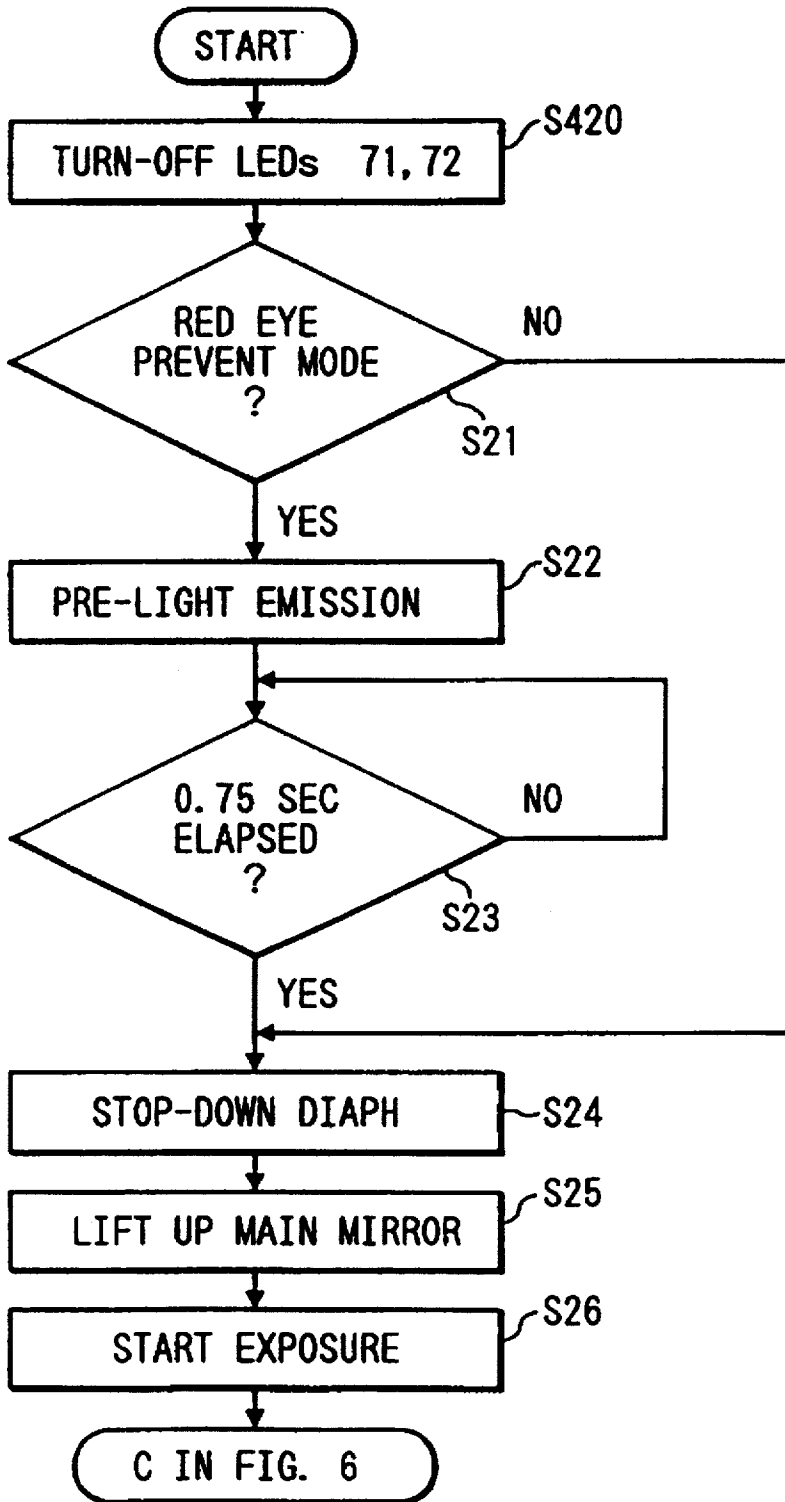 START
TURN-OFF LEDs 71,72
S420
RED EYE
PREVENT MODE
?
NO
S21
YES
PRE-LIGHT EMISSION
S22
0.75 SEC
ELAPSED
?
NO
S23
YES
STOP-DOWN DIAPH
S24
LIFT UP MAIN MIRROR
S25
START EXPOSURE
S26
C IN FIG. 6